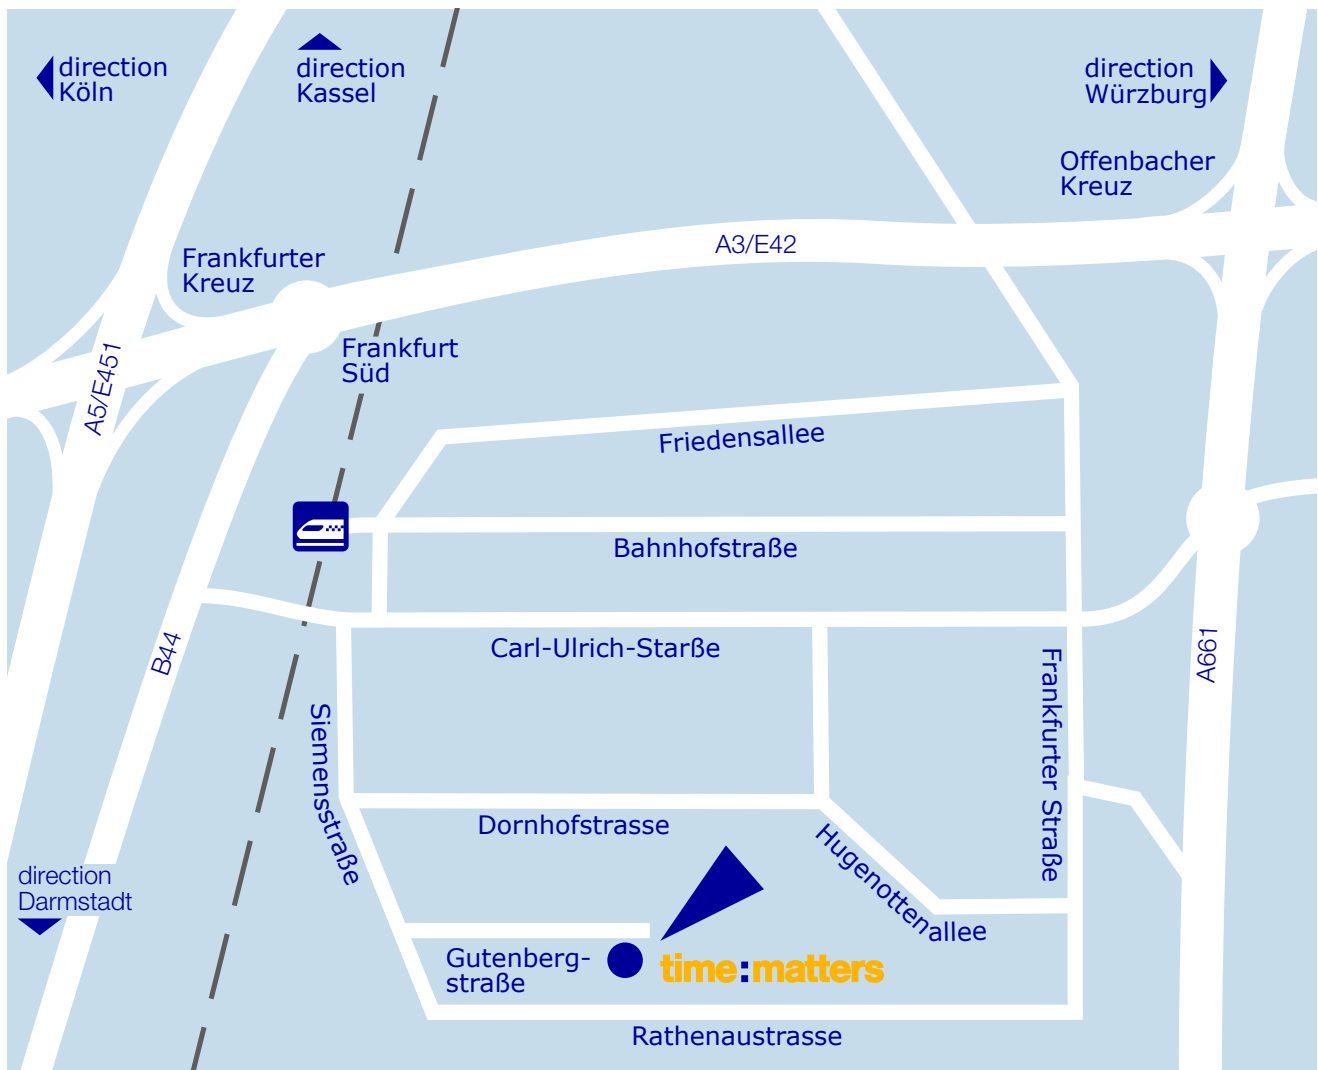 direction
Köln
direction
Kassel
direction
Würzburg
Offenbacher
Kreuz
A3/E42
Frankfurter
Kreuz
Frankfurt
Süd
A5/E451
Friedensallee
Bahnhofstraße
B44
Carl-Ulrich-Starße
A661
Frankfurter Straße
Siemensstraße
Dornhofstrasse
Hugenottenallee
direction
Darmstadt
Gutenberg-
straße
time:matters
Rathenaustrasse